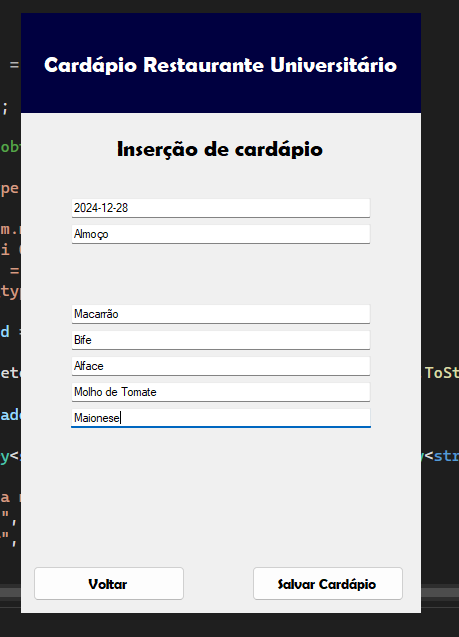 Cardápio Restaurante Universitário
=
;
Inserção de cardápio
2024-12-28
Almoço
Macarrão
Bife
Alface
Molho de Tomate
ToSt
Maionese
Voltar
Salvar Cardápio